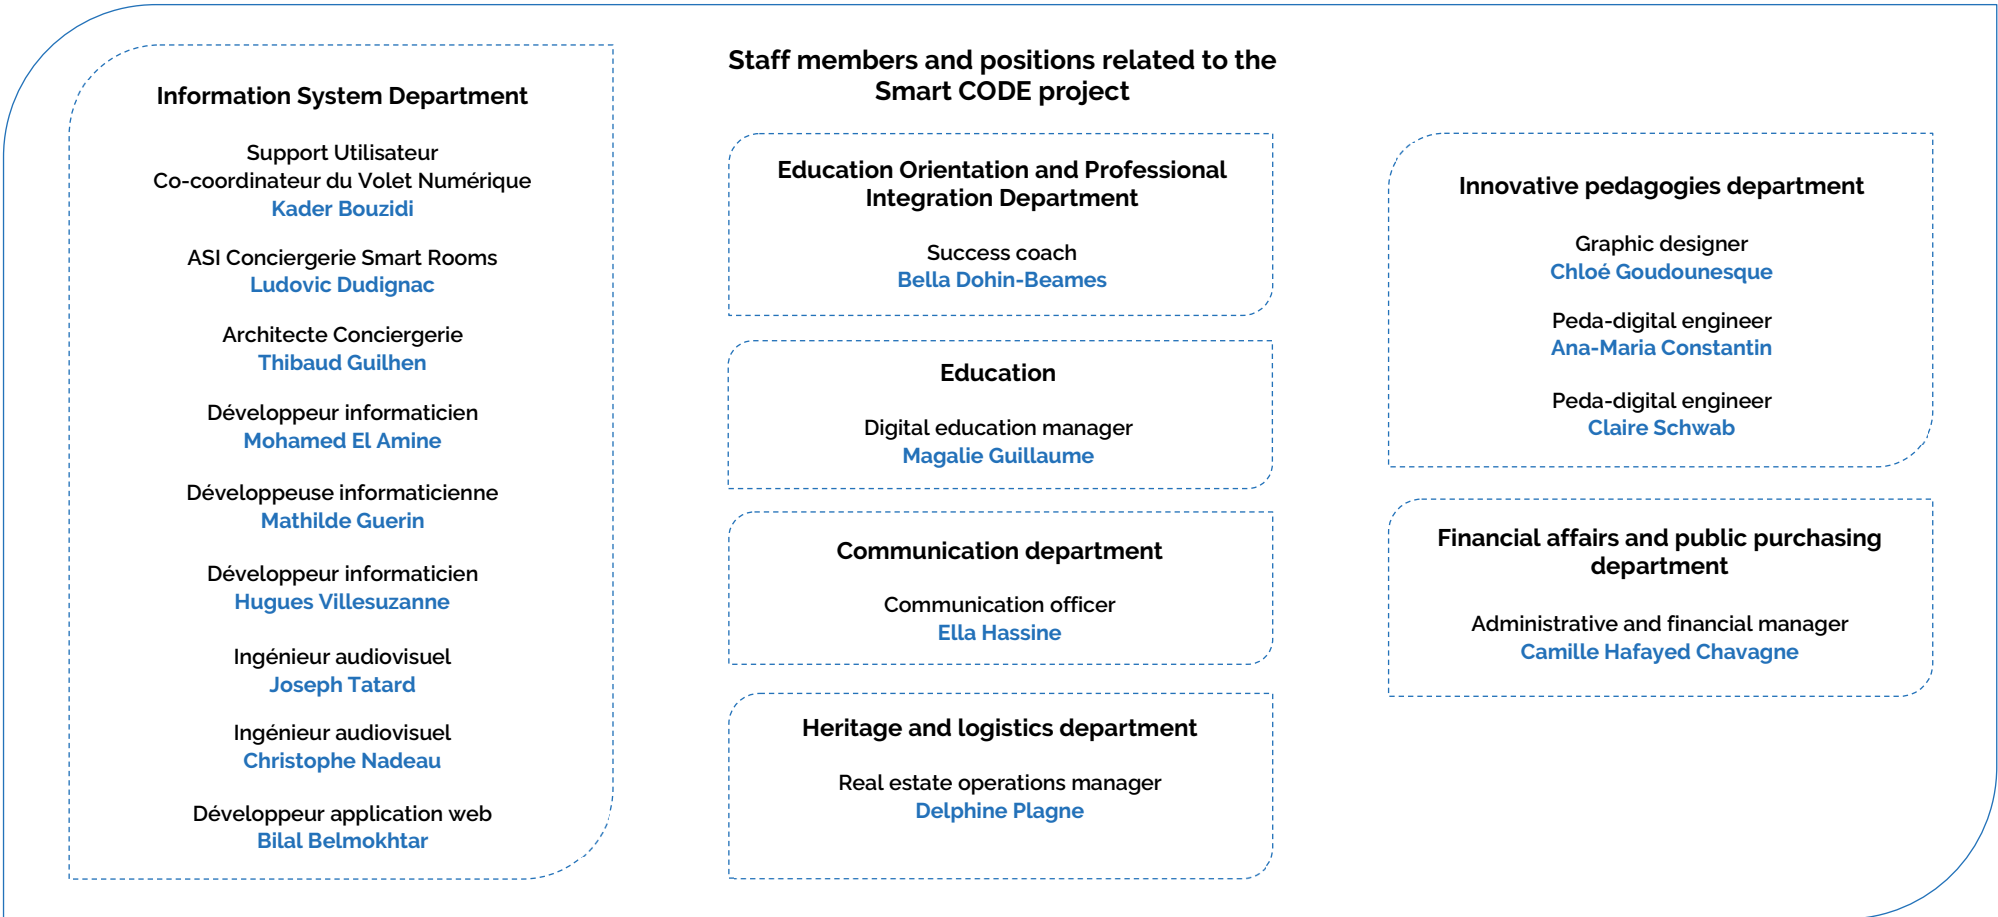 Staff members and positions related to the
Smart CODE project
Information System Department
Support Utilisateur
Co-coordinateur du Volet Numérique
Kader Bouzidi
ASI Conciergerie Smart Rooms
Ludovic Dudignac
Architecte Conciergerie
Thibaud Guilhen
Développeur informaticien
Mohamed El Amine
Développeuse informaticienne
Mathilde Guerin
Développeur informaticien
Hugues Villesuzanne
Ingénieur audiovisuel
Joseph Tatard
Ingénieur audiovisuel
Christophe Nadeau
Développeur application web
Bilal Belmokhtar
Education Orientation and Professional
Integration Department
Success coach
Bella Dohin-Beames
Education
Digital education manager
Magalie Guillaume
Communication department
Communication officer
Ella Hassine
Heritage and logistics department
Real estate operations manager
Delphine Plagne
Innovative pedagogies department
Graphic designer
Chloé Goudounesque
Peda-digital engineer
Ana-Maria Constantin
Peda-digital engineer
Claire Schwab
Financial affairs and public purchasing
department
Administrative and financial manager
Camille Hafayed Chavagne